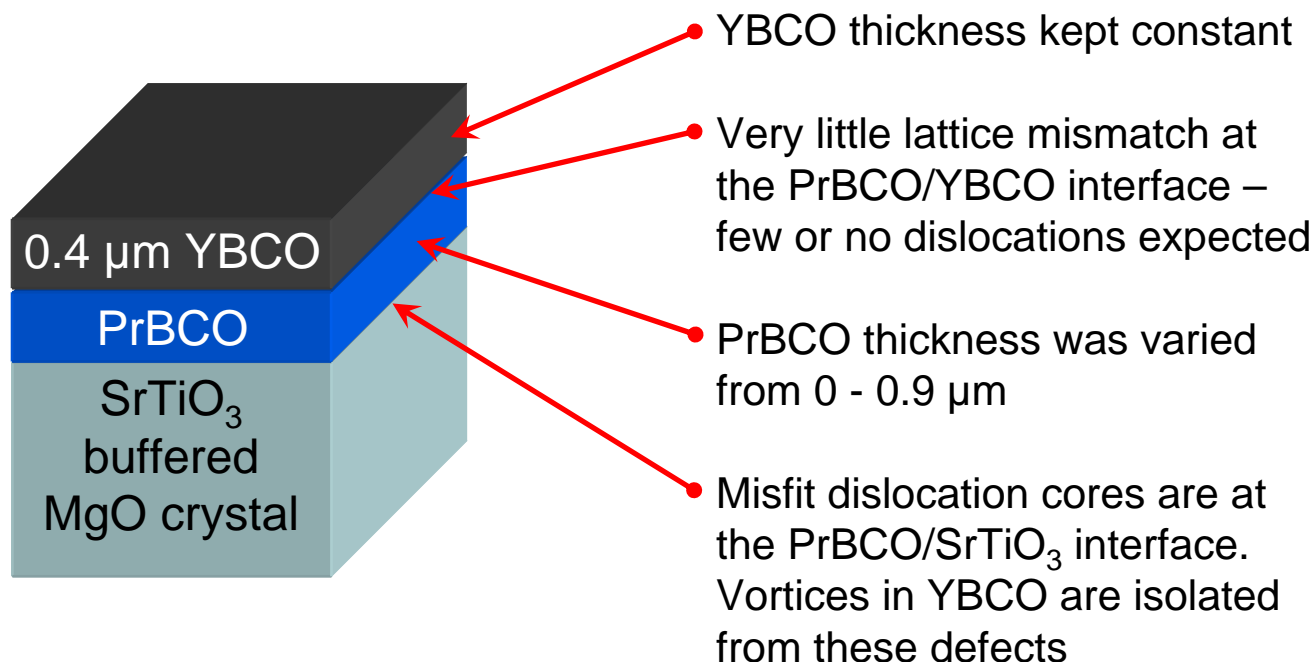 YBCO thickness kept constant
Very little lattice mismatch at
the PrBCO/YBCO interface –
few or no dislocations expected
PrBCO thickness was varied
from 0 - 0.9 µm
Misfit dislocation cores are at
the PrBCO/SrTiO₃ interface.
Vortices in YBCO are isolated
from these defects
0.4 µm YBCO
PrBCO
SrTiO₃
buffered
MgO crystal